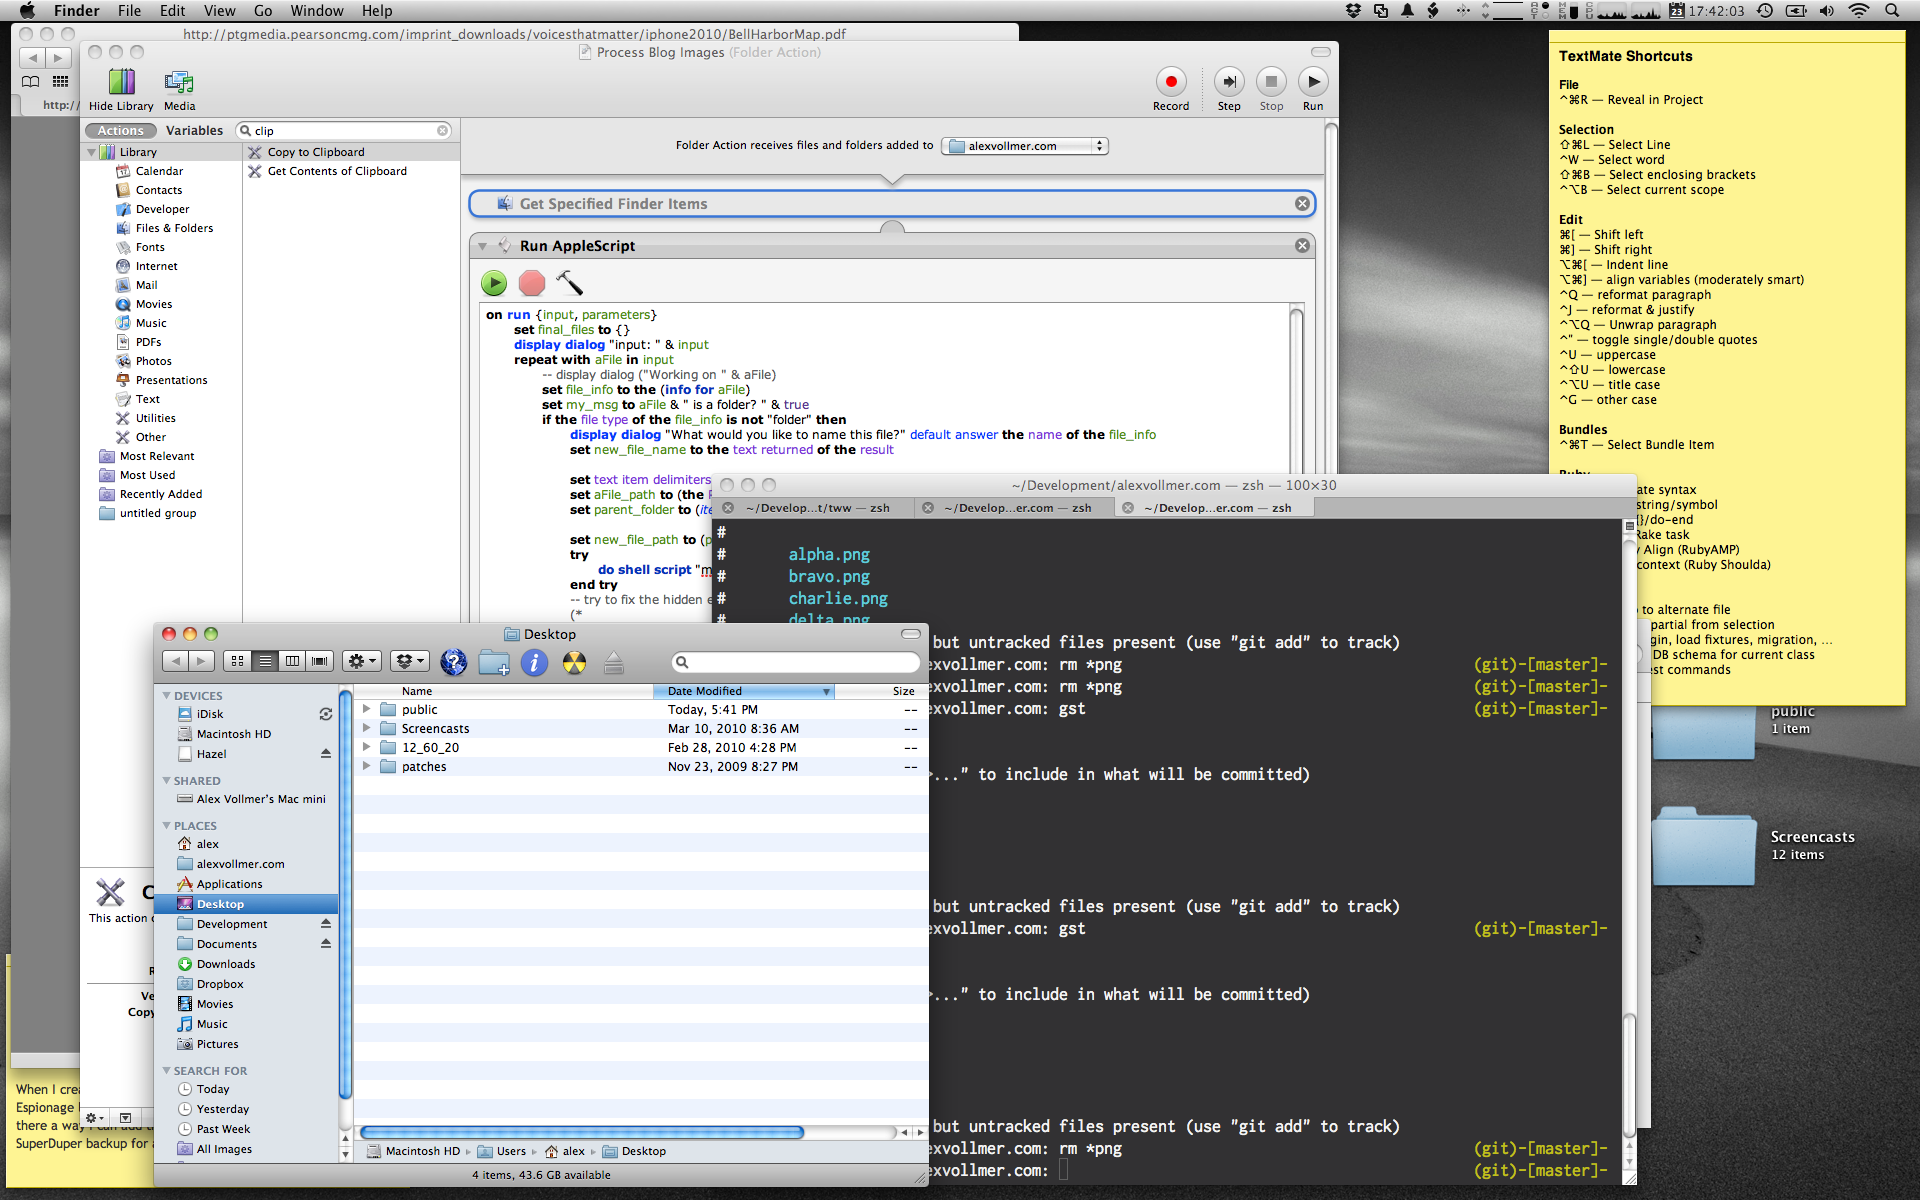 Finder File Edit View Go Window Help
23 17:42:03
http://ptgmedia.pearsoncmg.com/imprint_downloads/voicesthatmatter/iphone2010/BellHarborMap.pdf
http://
Process Blog Images (Folder Action)
Hide Library Media
Record Step Stop Run
Actions Variables clip
Library
Calendar
Contacts
Developer
Files & Folders
Fonts
Internet
Mail
Movies
Music
PDFs
Photos
Presentations
Text
Utilities
Other
Most Relevant
Most Used
Recently Added
untitled group
Copy to Clipboard
Get Contents of Clipboard
Folder Action receives files and folders added to alexvollmer.com
Get Specified Finder Items
Run AppleScript
on run {input, parameters}
set final_files to {}
display dialog "input: " & input
repeat with aFile in input
-- display dialog ("Working on " & aFile)
set file_info to the (info for aFile)
set my_msg to aFile & " is a folder? " & true
if the file type of the file_info is not "folder" then
display dialog "What would you like to name this file?" default answer the name of the file_info
set new_file_name to the text returned of the result
set text item delimiters
set aFile_path to (the
set parent_folder to (
set new_file_path to (
try
do shell script "
end try
-- try to fix the hidden
(*
This action
When I
Espionage
SuperDuper backup for
~/Development/alexvollmer.com — zsh — 100×30
~/Develop...t/tww — zsh
~/Develop...er.com — zsh
~/Develop...er.com — zsh
#
# alpha.png
# bravo.png
# charlie.png
delta.png
but untracked files present (use "git add" to track)
exvollmer.com: rm *png (git)-[master]-
exvollmer.com: rm *png (git)-[master]-
exvollmer.com: gst (git)-[master]-
..." to include in what will be committed)
but untracked files present (use "git add" to track)
exvollmer.com: gst (git)-[master]-
..." to include in what will be committed)
but untracked files present (use "git add" to track)
exvollmer.com: rm *png (git)-[master]-
exvollmer.com: (git)-[master]-
Desktop
Name Date Modified Size
public Today, 5:41 PM --
Screencasts Mar 10, 2010 8:36 AM --
12_60_20 Feb 28, 2010 4:28 PM --
patches Nov 23, 2009 8:27 PM --
DEVICES
iDisk
Macintosh HD
Hazel
SHARED
Alex Vollmer's Mac mini
PLACES
alex
alexvollmer.com
Applications
Desktop
Development
Documents
Downloads
Dropbox
Movies
Music
Pictures
SEARCH FOR
Today
Yesterday
Past Week
All Images
Macintosh HD Users alex Desktop
4 items, 43.6 GB available
TextMate Shortcuts
File
^⌘R — Reveal in Project
Selection
⇧⌘L — Select Line
^W — Select word
⇧⌘B — Select enclosing brackets
^⌥B — Select current scope
Edit
⌘[ — Shift left
⌘] — Shift right
⌥⌘[ — Indent line
⌥⌘] — align variables (moderately smart)
^Q — reformat paragraph
^J — reformat & justify
^⌥Q — Unwrap paragraph
^" — toggle single/double quotes
^U — uppercase
^⇧U — lowercase
^⌥U — title case
^G — other case
Bundles
^⌘T — Select Bundle Item
Ruby
ate syntax
string/symbol
}/do-end
Rake task
Align (RubyAMP)
context (Ruby Shoulda)
to alternate file
partial from selection
gin, load fixtures, migration, ...
DB schema for current class
est commands
public
1 item
Screencasts
12 items